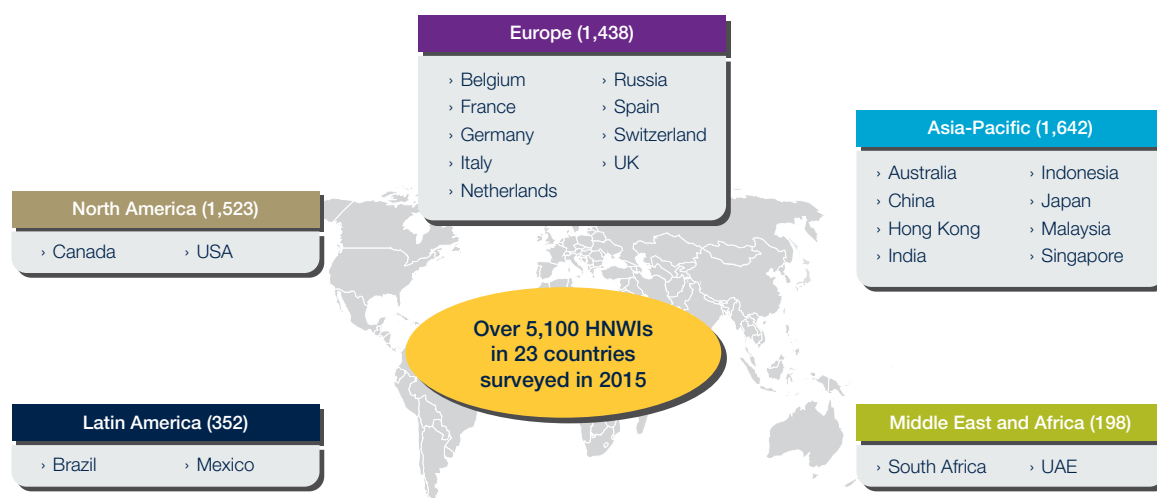 Europe (1,438)
› Belgium
› France
› Germany
› Italy
› Netherlands
› Russia
› Spain
› Switzerland
› UK
Asia-Pacific (1,642)
› Australia
› China
› Hong Kong
› India
› Indonesia
› Japan
› Malaysia
› Singapore
North America (1,523)
› Canada
› USA
Over 5,100 HNWIs
in 23 countries
surveyed in 2015
Latin America (352)
› Brazil
› Mexico
Middle East and Africa (198)
› South Africa
› UAE